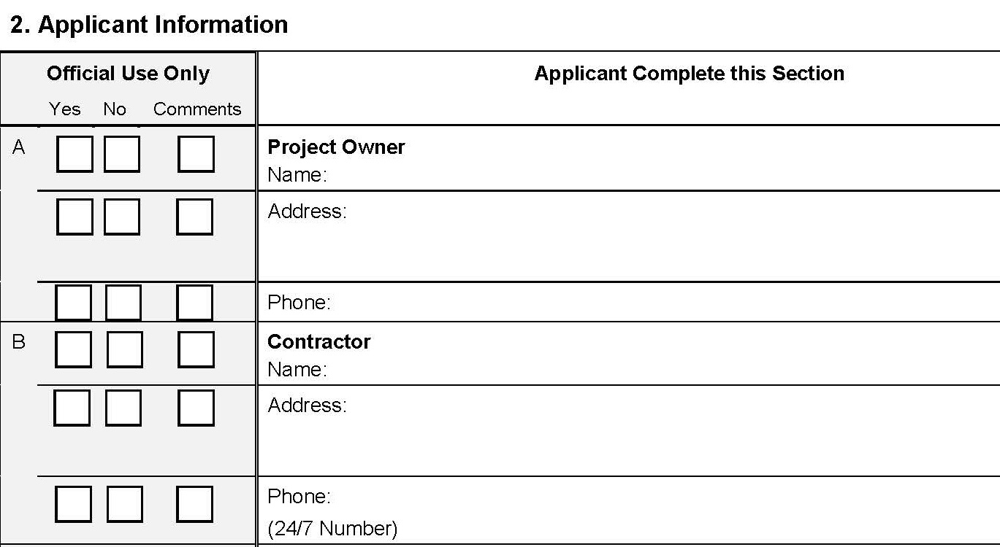 2. Applicant Information
Official Use Only
Applicant Complete this Section
Yes No Comments
A
Project Owner
Name:
Address:
Phone:
B
Contractor
Name:
Address:
Phone:
(24/7 Number)